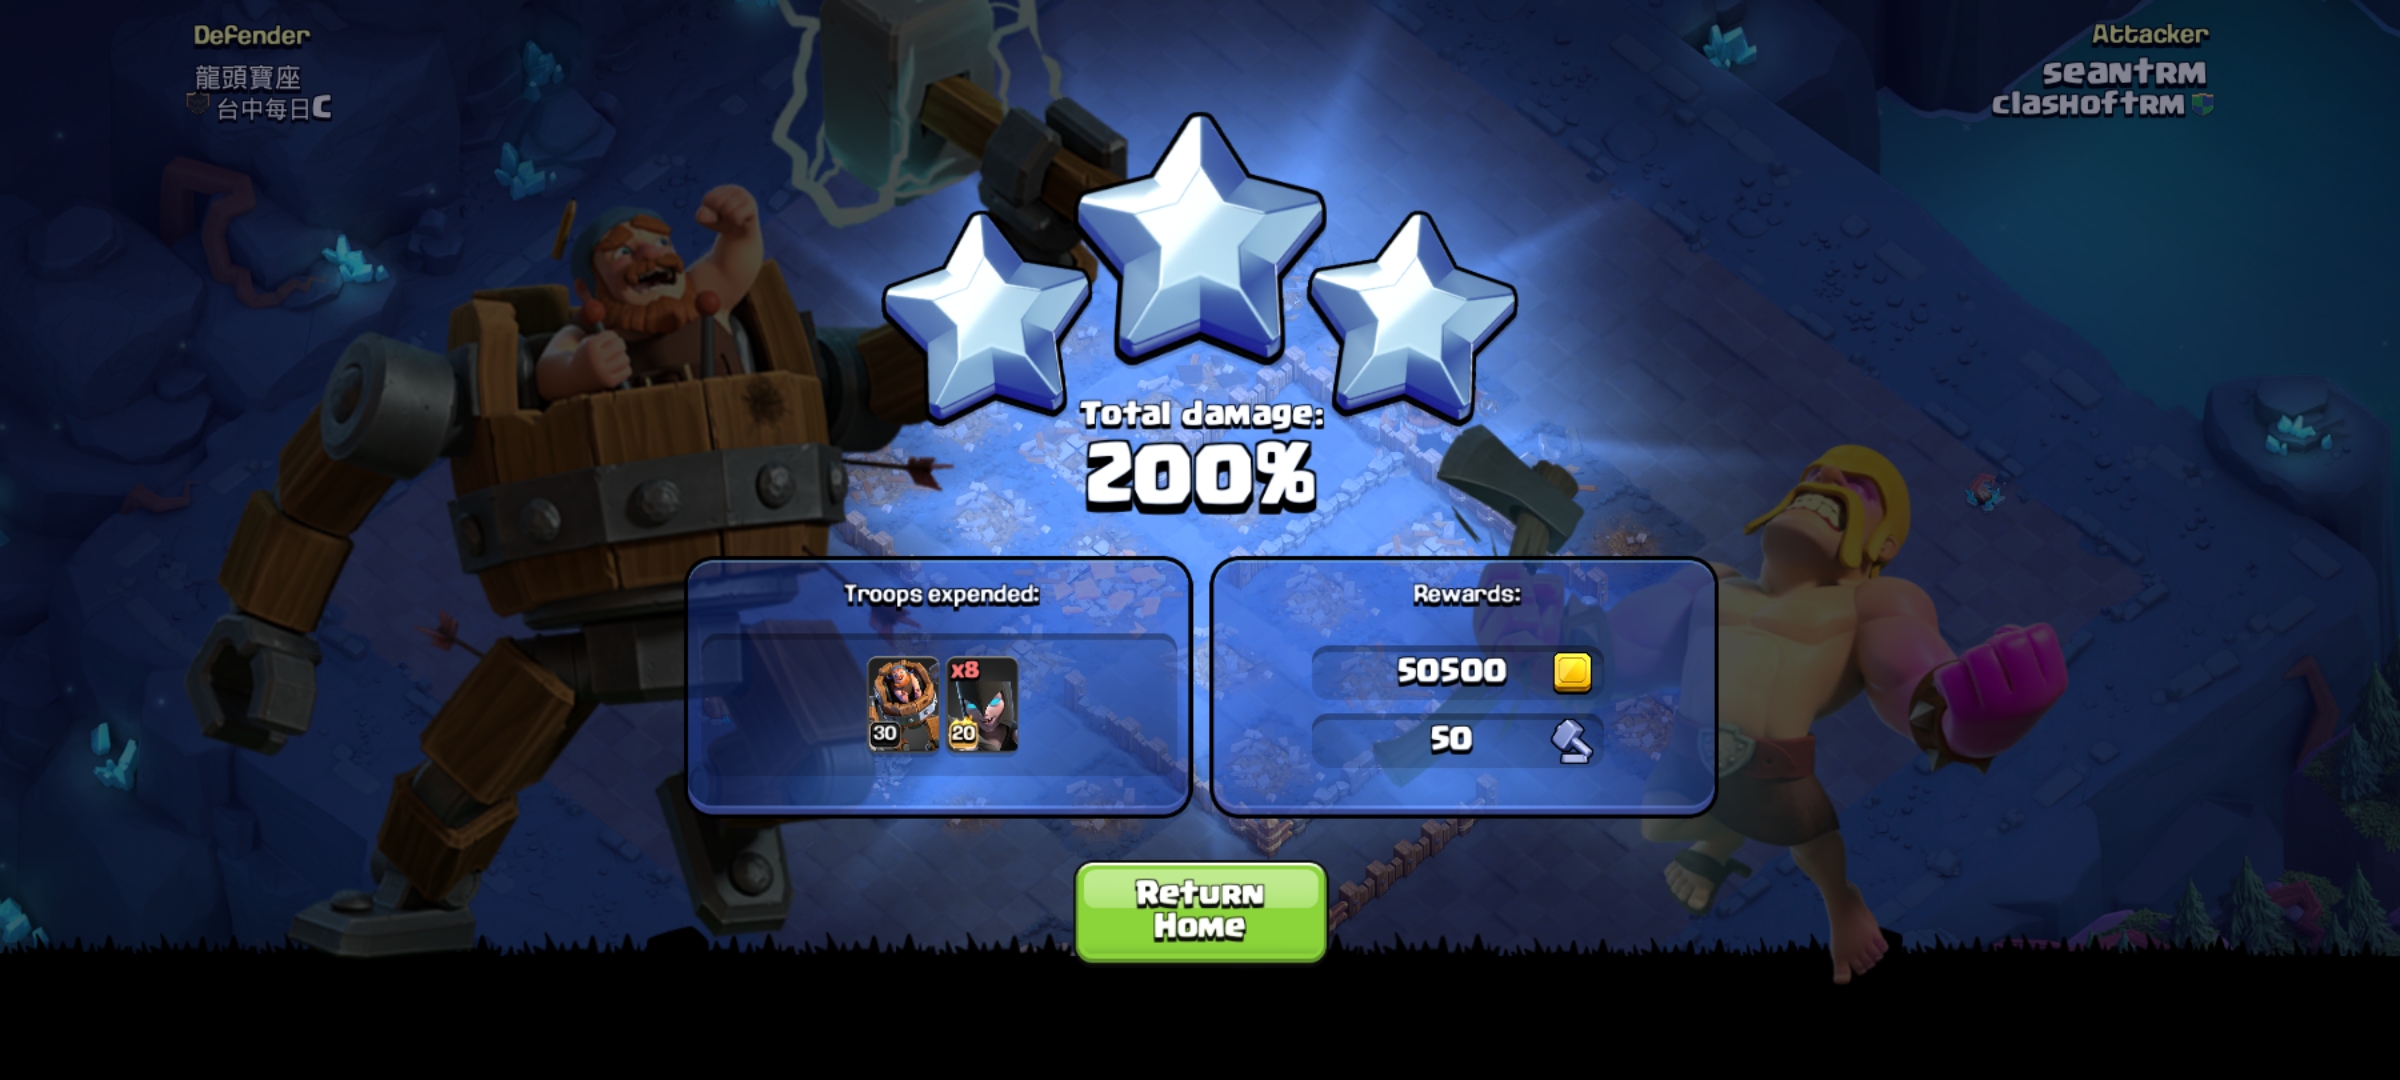 Defender
龍頭寶座
台中每日C
Attacker
seantRM
clashoftRM
Total damage:
200%
Troops expended:
x8
30
20
Rewards:
50500
50
Return
Home